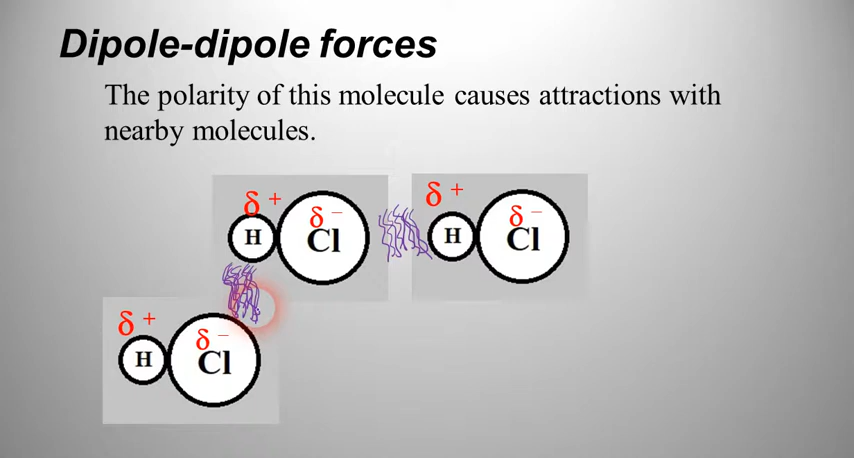 Dipole-dipole forces
The polarity of this molecule causes attractions with
nearby molecules.
δ +
δ −
H
Cl
δ +
δ −
H
Cl
δ +
δ −
H
Cl